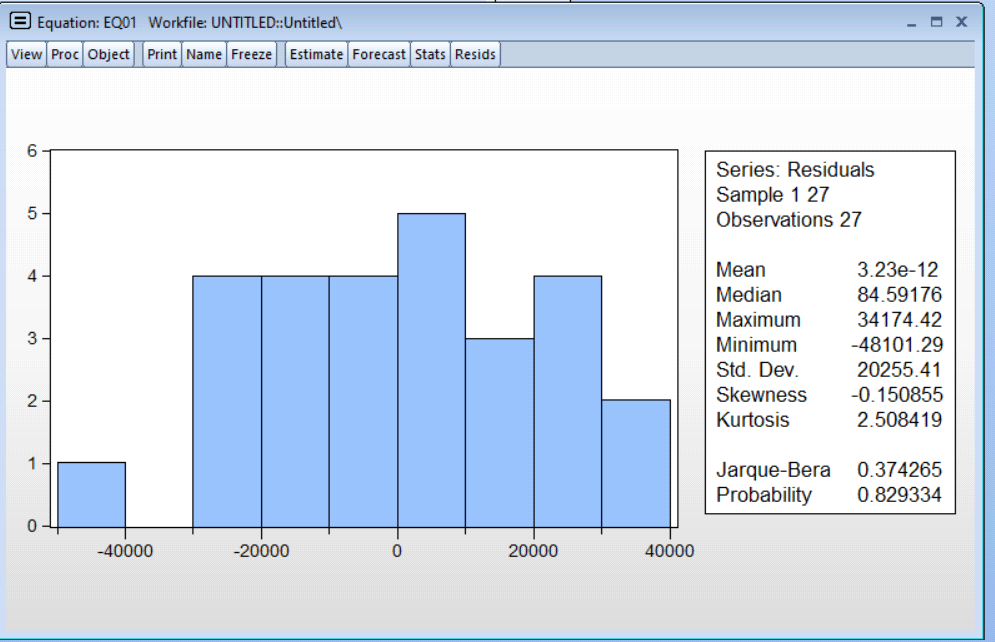 Equation: EQ01 Workfile: UNTITLED::Untitled\
View Proc Object Print Name Freeze Estimate Forecast Stats Resids
6
5
4
3
2
1
0
-40000 -20000 0 20000 40000
Series: Residuals
Sample 1 27
Observations 27
Mean 3.23e-12
Median 84.59176
Maximum 34174.42
Minimum -48101.29
Std. Dev. 20255.41
Skewness -0.150855
Kurtosis 2.508419
Jarque-Bera 0.374265
Probability 0.829334